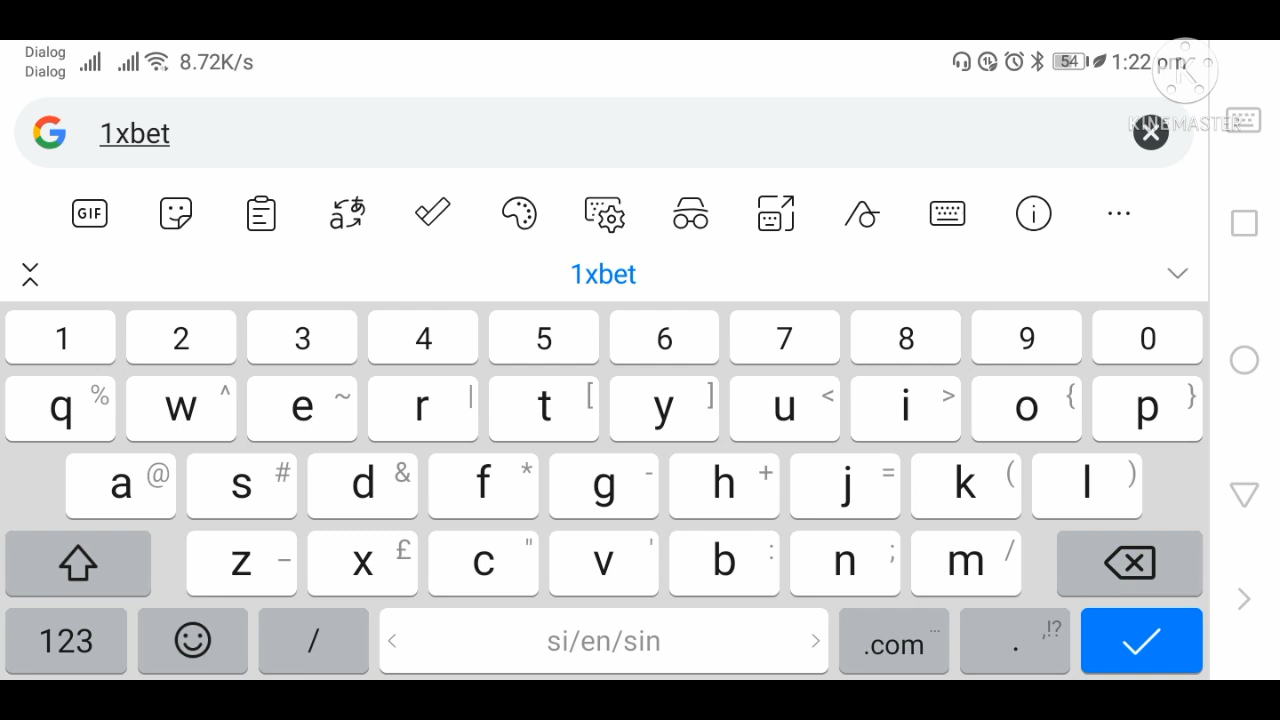 Dialog
Dialog
8.72K/s
54
1:22 pm
KINEMASTER
1xbet
GIF
1xbet
1 2 3 4 5 6 7 8 9 0
q % w ^ e ~ r | t [ y ] u < i > o { p }
a @ s # d & f * g - h + j = k ( l )
z _ x £ c " v ' b : n ; m /
123 / si/en/sin .com ... . ,!?